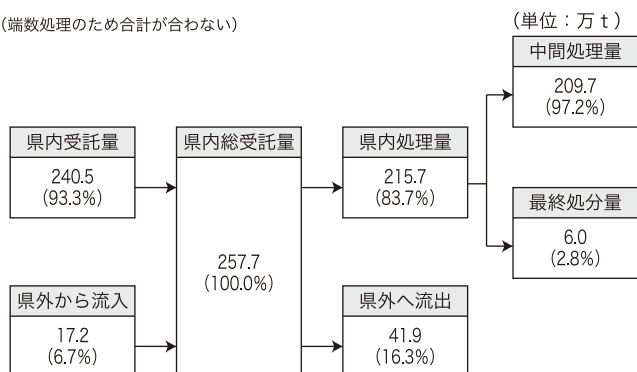 （端数処理のため合計が合わない）
（単位：万ｔ）
中間処理量
209.7
(97.2%)
県内受託量
240.5
(93.3%)
県内総受託量
257.7
(100.0%)
県内処理量
215.7
(83.7%)
最終処分量
6.0
(2.8%)
県外から流入
17.2
(6.7%)
県外へ流出
41.9
(16.3%)